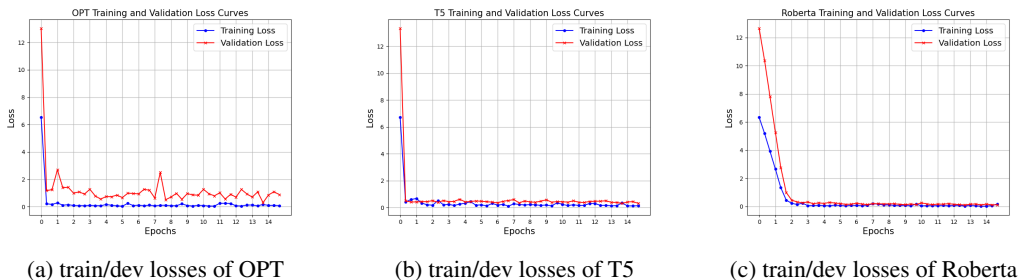 OPT Training and Validation Loss Curves
Training Loss
Validation Loss
12
10
8
6
4
2
0
Loss
0 1 2 3 4 5 6 7 8 9 10 11 12 13 14
Epochs
(a) train/dev losses of OPT
T5 Training and Validation Loss Curves
Training Loss
Validation Loss
12
10
8
6
4
2
0
Loss
0 1 2 3 4 5 6 7 8 9 10 11 12 13 14
Epochs
(b) train/dev losses of T5
Roberta Training and Validation Loss Curves
Training Loss
Validation Loss
12
10
8
6
4
2
0
Loss
0 1 2 3 4 5 6 7 8 9 10 11 12 13 14
Epochs
(c) train/dev losses of Roberta